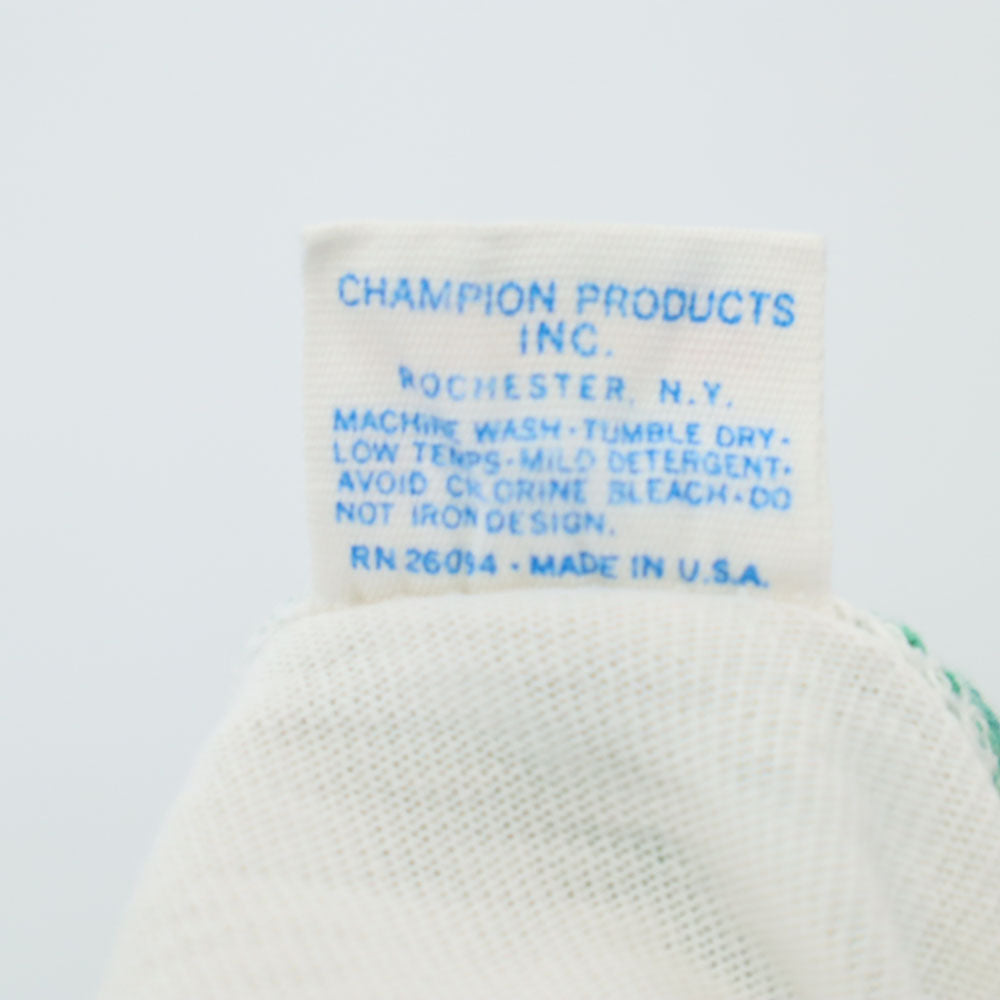 CHAMPION PRODUCTS
INC.
ROCHESTER, N.Y.
MACHINE WASH · TUMBLE DRY ·
LOW TEMPS · MILD DETERGENT ·
AVOID CHLORINE BLEACH · DO
NOT IRON DESIGN.
RN 26094 · MADE IN U.S.A.